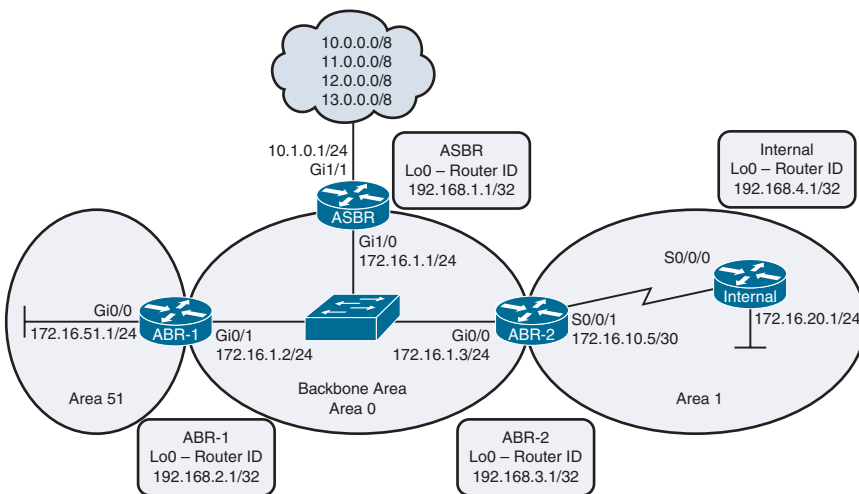 10.0.0.0/8
11.0.0.0/8
12.0.0.0/8
13.0.0.0/8
10.1.0.1/24
Gi1/1
ASBR
Lo0 – Router ID
192.168.1.1/32
Internal
Lo0 – Router ID
192.168.4.1/32
ASBR
Gi1/0
172.16.1.1/24
S0/0/0
Internal
Gi0/0
172.16.51.1/24
ABR-1
Gi0/1
172.16.1.2/24
Gi0/0
172.16.1.3/24
ABR-2
S0/0/1
172.16.10.5/30
172.16.20.1/24
Area 51
Backbone Area
Area 0
Area 1
ABR-1
Lo0 – Router ID
192.168.2.1/32
ABR-2
Lo0 – Router ID
192.168.3.1/32